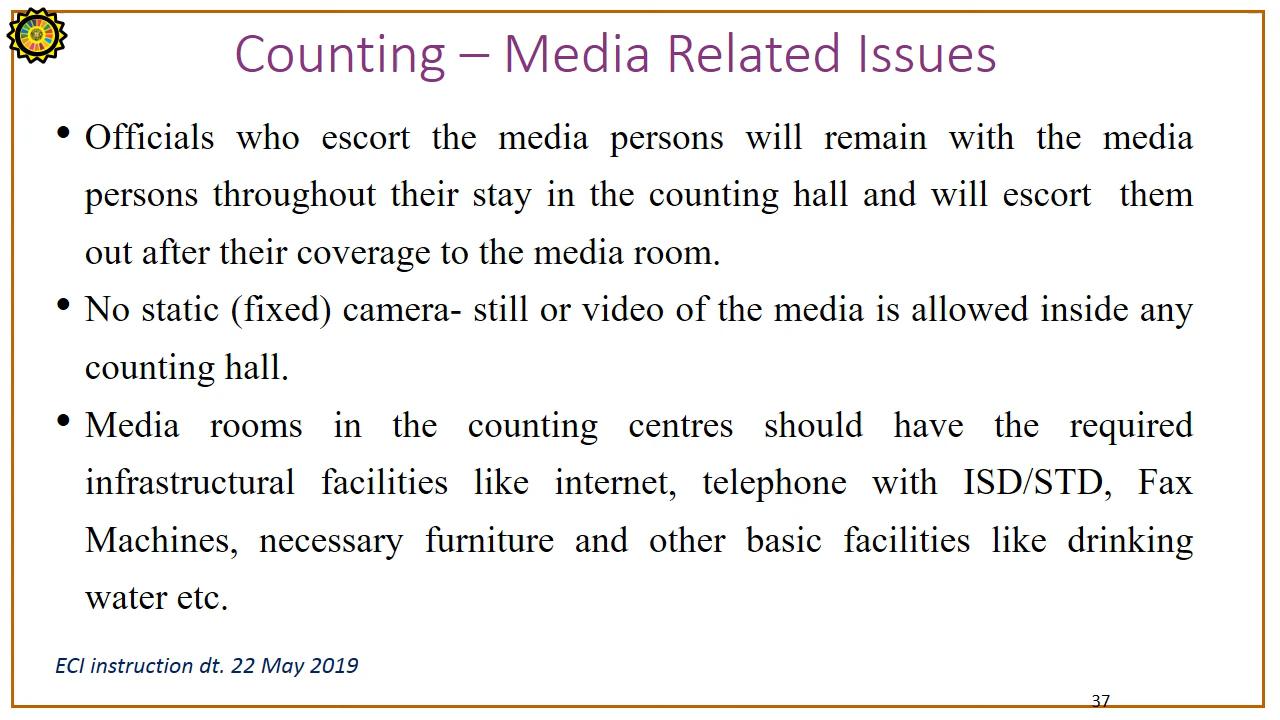 Counting – Media Related Issues
• Officials who escort the media persons will remain with the media
persons throughout their stay in the counting hall and will escort them
out after their coverage to the media room.
• No static (fixed) camera- still or video of the media is allowed inside any
counting hall.
• Media rooms in the counting centres should have the required
infrastructural facilities like internet, telephone with ISD/STD, Fax
Machines, necessary furniture and other basic facilities like drinking
water etc.
ECI instruction dt. 22 May 2019
37